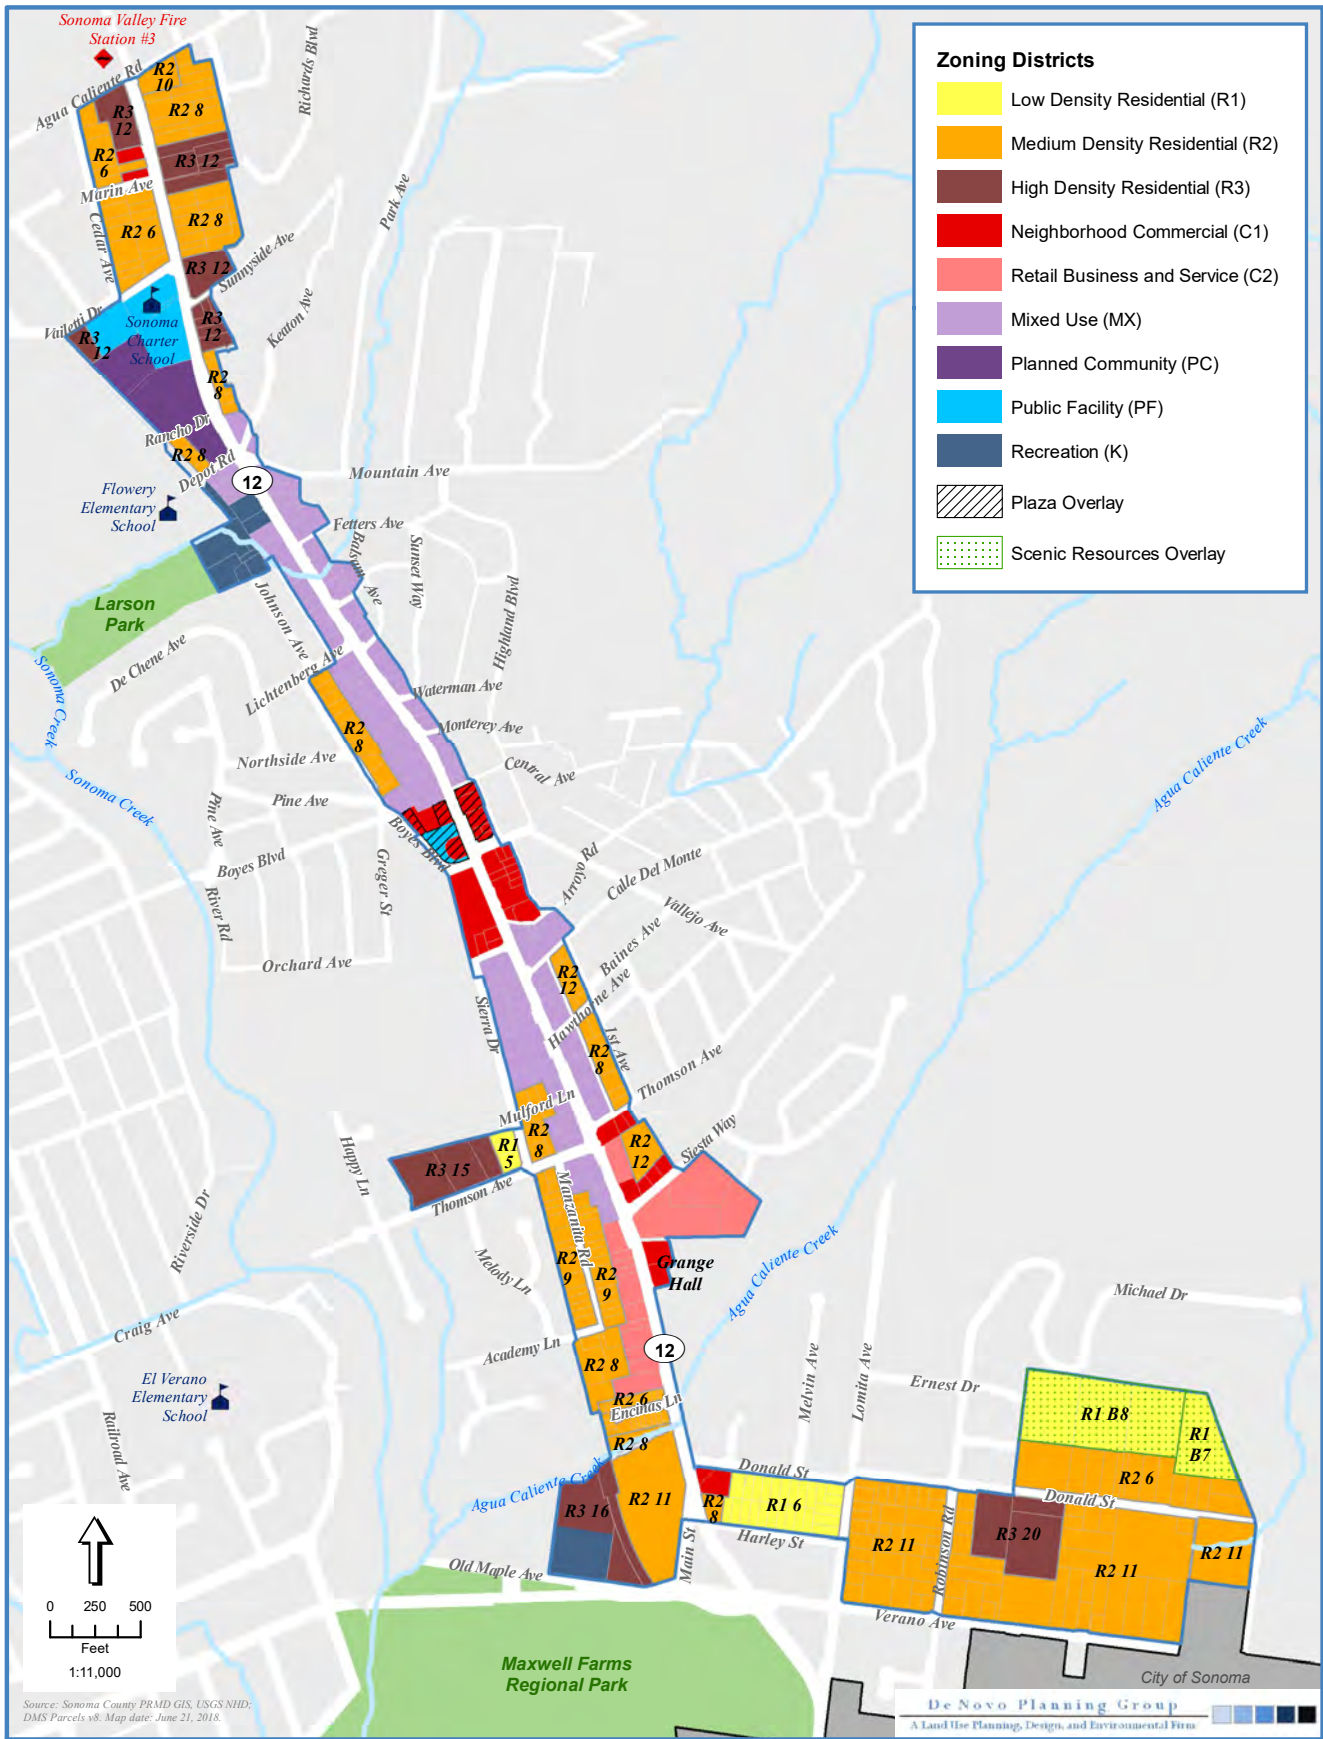 Sonoma Valley Fire
Station #3
Agua Caliente Rd
R2
10
R2 8
R3
12
R2
6
R3 12
Marin Ave
R2 6
R2 8
Cedar Ave
R3 12
Sunnyside Ave
Richards Blvd
Park Ave
Keaton Ave
Vailetti Dr
R3
12
Sonoma
Charter
School
R3
12
R2
8
Rancho Dr
R2 8
Depot Rd
12
Mountain Ave
Flowery
Elementary
School
Fetters Ave
Balsam Ave
Sunset Way
Highland Blvd
Larson
Park
Johnson Ave
De Chene Ave
Lichtenberg Ave
Waterman Ave
Monterey Ave
Sonoma Creek
Sonoma Creek
R2
8
Northside Ave
Central Ave
Pine Ave
Pine Ave
Boyes Blvd
Boyes Blvd
Greger St
River Rd
Orchard Ave
Arroyo Rd
Calle Del Monte
Vallejo Ave
Baines Ave
Hawthorne Ave
R2
12
Sierra Dr
R2
8
1st Ave
Thomson Ave
Agua Caliente Creek
Mulford Ln
R2
8
R1
5
R3 15
Thomson Ave
Happy Ln
R2
12
Siesta Way
Manzanita Rd
Riverside Dr
Melody Ln
R2
9
R2
9
Grange
Hall
Agua Caliente Creek
Craig Ave
Academy Ln
12
R2 8
R2 6
Encinas Ln
R2 8
El Verano
Elementary
School
Railroad Ave
Agua Caliente Creek
R3 16
R2 11
Old Maple Ave
Main St
Melvin Ave
Lomita Ave
Michael Dr
Ernest Dr
R1 B8
R1
B7
R2 6
Donald St
Donald St
R2
8
R1 6
Harley St
R2 11
Robinson Rd
R3 20
R2 11
R2 11
Verano Ave
Maxwell Farms
Regional Park
City of Sonoma
Zoning Districts
Low Density Residential (R1)
Medium Density Residential (R2)
High Density Residential (R3)
Neighborhood Commercial (C1)
Retail Business and Service (C2)
Mixed Use (MX)
Planned Community (PC)
Public Facility (PF)
Recreation (K)
Plaza Overlay
Scenic Resources Overlay
0 250 500
Feet
1:11,000
Source: Sonoma County PRMD GIS, USGS NHD;
DMS Parcels v8. Map date: June 21, 2018.
De Novo Planning Group
A Land Use Planning, Design, and Environmental Firm